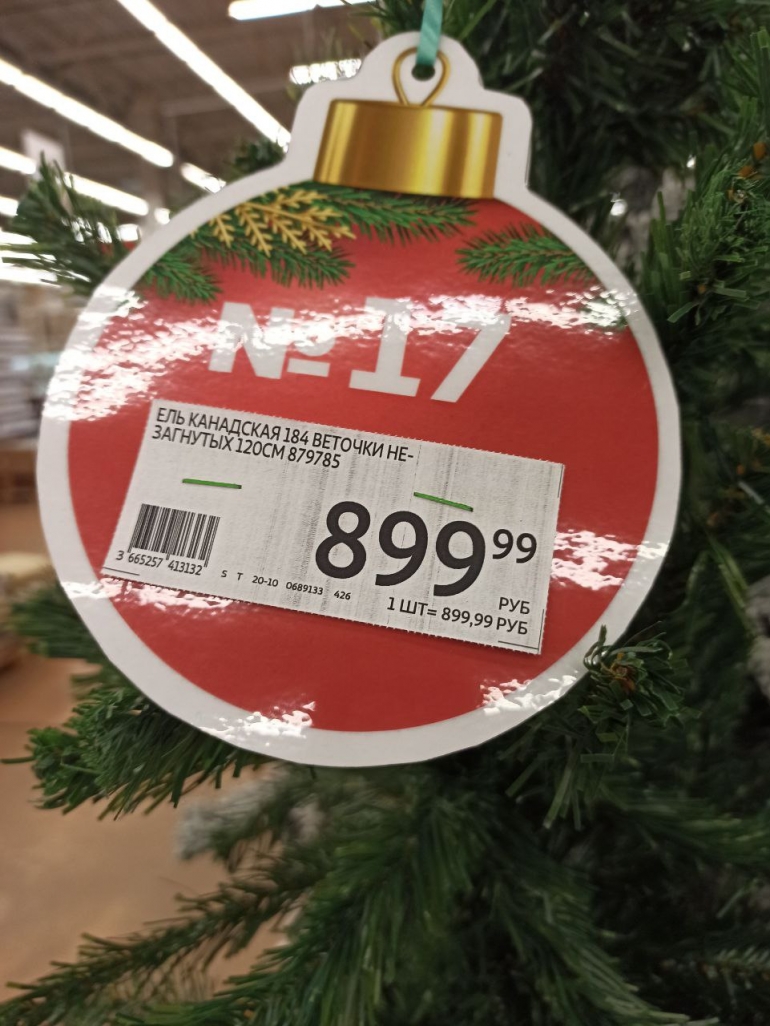 №17
ЕЛЬ КАНАДСКАЯ 184 ВЕТОЧКИ НЕ-
ЗАГНУТЫХ 120СМ 879785
899 99
РУБ
3 665257 413132
S T 20-10 0689133 426
1 ШТ= 899,99 РУБ